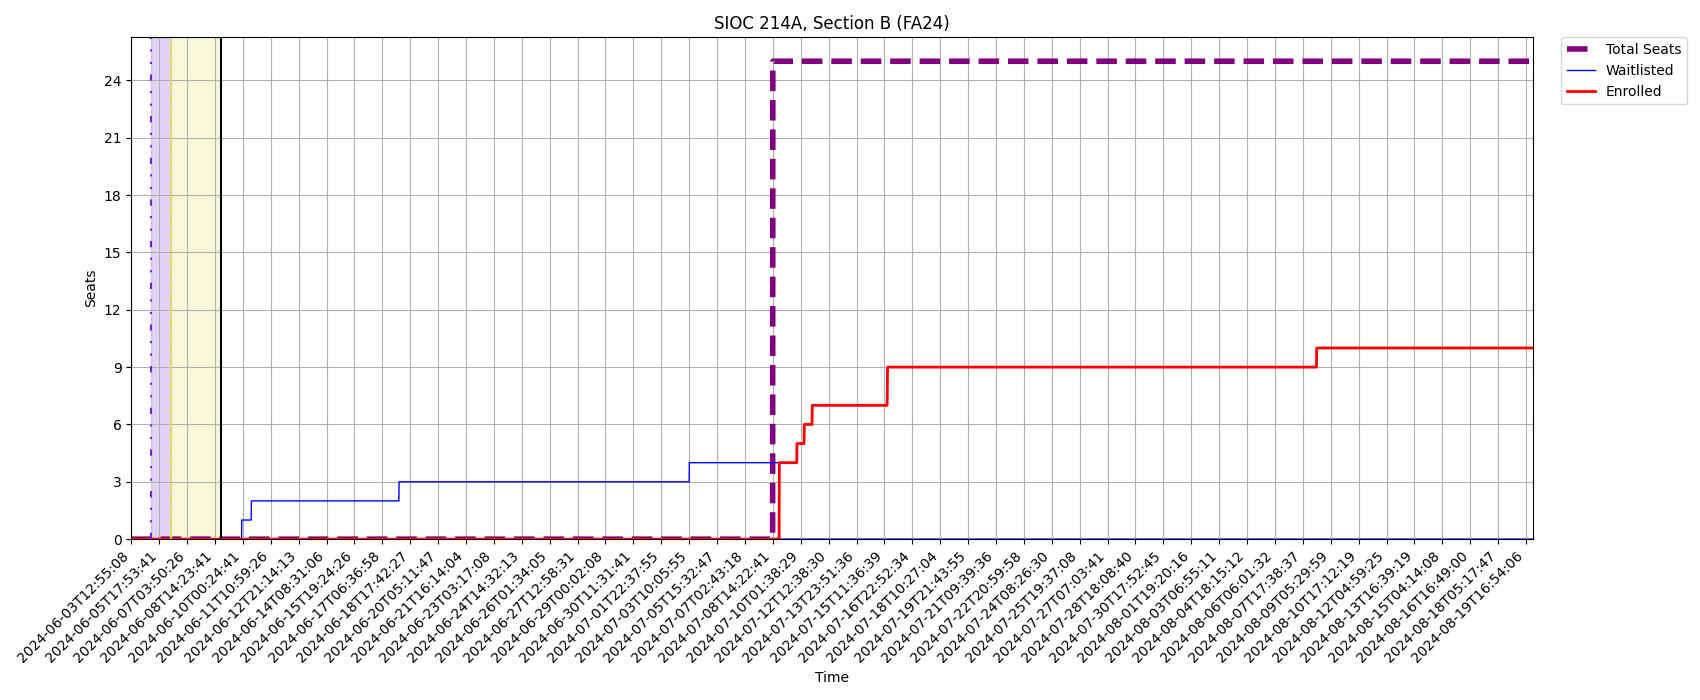 SIOC 214A, Section B (FA24)
Total Seats
Waitlisted
Enrolled
24
21
18
15
12
9
6
3
0
Seats
2024-06-03T12:55:08
2024-06-05T17:53:41
2024-06-07T03:50:26
2024-06-08T14:23:41
2024-06-10T00:24:41
2024-06-11T10:59:26
2024-06-12T21:14:13
2024-06-14T08:31:06
2024-06-15T19:24:26
2024-06-17T06:36:58
2024-06-18T17:42:27
2024-06-20T05:11:47
2024-06-21T16:14:04
2024-06-23T03:17:08
2024-06-24T14:32:13
2024-06-26T01:34:05
2024-06-27T12:58:31
2024-06-29T00:02:08
2024-06-30T11:31:41
2024-07-01T22:37:55
2024-07-03T10:05:55
2024-07-05T15:32:47
2024-07-07T02:43:18
2024-07-08T14:22:41
2024-07-10T01:38:29
2024-07-12T12:38:30
2024-07-13T23:51:36
2024-07-15T11:36:39
2024-07-16T22:52:34
2024-07-18T10:27:04
2024-07-19T21:43:55
2024-07-21T09:39:36
2024-07-22T20:59:58
2024-07-24T08:26:30
2024-07-25T19:37:08
2024-07-27T07:03:41
2024-07-28T18:08:40
2024-07-30T17:52:45
2024-08-01T19:20:16
2024-08-03T06:55:11
2024-08-04T18:15:12
2024-08-06T06:01:32
2024-08-07T17:38:37
2024-08-09T05:29:59
2024-08-10T17:12:19
2024-08-12T04:59:25
2024-08-13T16:39:19
2024-08-15T04:14:08
2024-08-16T16:49:00
2024-08-18T05:17:47
2024-08-19T16:54:06
Time